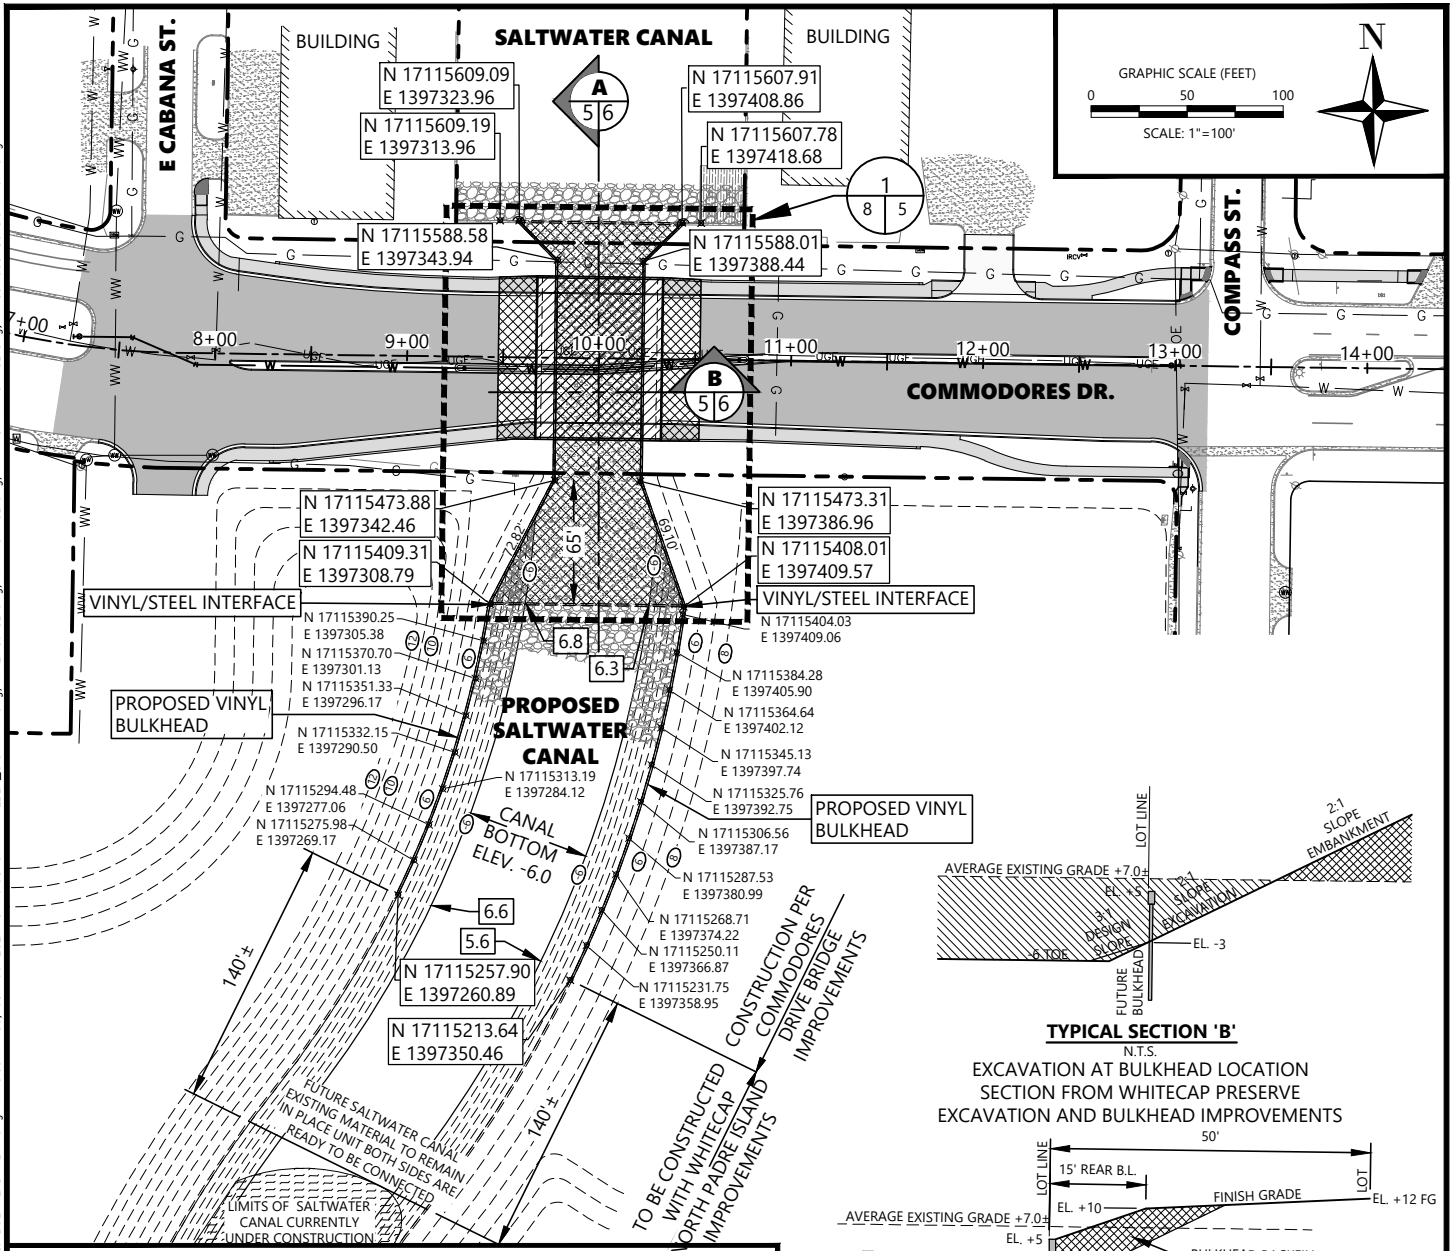 E CABANA ST.
BUILDING
SALTWATER CANAL
BUILDING
N
GRAPHIC SCALE (FEET)
0 50 100
SCALE: 1"=100'
N 17115609.09
E 1397323.96
N 17115609.19
E 1397313.96
A
5 6
N 17115607.91
E 1397408.86
N 17115607.78
E 1397418.68
1
8 5
N 17115588.58
E 1397343.94
N 17115588.01
E 1397388.44
COMPASS ST.
IRCV
7+00
8+00
9+00
10+00
11+00
12+00
13+00
14+00
UGE
OE
B
5 6
COMMODORES DR.
N 17115473.88
E 1397342.46
N 17115473.31
E 1397386.96
72.82'
65'
69.10'
N 17115409.31
E 1397308.79
N 17115408.01
E 1397409.57
VINYL/STEEL INTERFACE
VINYL/STEEL INTERFACE
N 17115390.25
E 1397305.38
N 17115404.03
E 1397409.06
6.8
6.3
N 17115370.70
E 1397301.13
N 17115384.28
E 1397405.90
N 17115351.33
E 1397296.17
N 17115364.64
E 1397402.12
PROPOSED VINYL
BULKHEAD
PROPOSED
SALTWATER
CANAL
N 17115332.15
E 1397290.50
N 17115345.13
E 1397397.74
N 17115313.19
E 1397284.12
N 17115325.76
E 1397392.75
N 17115294.48
E 1397277.06
N 17115306.56
E 1397387.17
PROPOSED VINYL
BULKHEAD
N 17115275.98
E 1397269.17
CANAL
BOTTOM
ELEV. -6.0
N 17115287.53
E 1397380.99
N 17115268.71
E 1397374.22
N 17115250.11
E 1397366.87
N 17115231.75
E 1397358.95
6.6
5.6
N 17115257.90
E 1397260.89
N 17115213.64
E 1397350.46
140'±
140'±
CONSTRUCTION PER
COMMODORES
DRIVE BRIDGE
IMPROVEMENTS
TO BE CONSTRUCTED
WITH WHITECAP
NORTH PADRE ISLAND
IMPROVEMENTS
FUTURE SALTWATER CANAL
EXISTING MATERIAL TO REMAIN
IN PLACE UNIT BOTH SIDES ARE
READY TO BE CONNECTED
LIMITS OF SALTWATER
CANAL CURRENTLY
UNDER CONSTRUCTION
LOT LINE
2:1
SLOPE
EMBANKMENT
AVERAGE EXISTING GRADE +7.0±
EL. +5
2:1
SLOPE
EXCAVATION
3:1
DESIGN
SLOPE
-6 TOE
EL. -3
FUTURE
BULKHEAD
TYPICAL SECTION 'B'
N.T.S.
EXCAVATION AT BULKHEAD LOCATION
SECTION FROM WHITECAP PRESERVE
EXCAVATION AND BULKHEAD IMPROVEMENTS
50'
LOT LINE
15' REAR B.L.
LOT
FINISH GRADE
EL. +12 FG
EL. +10
AVERAGE EXISTING GRADE +7.0±
EL. +5